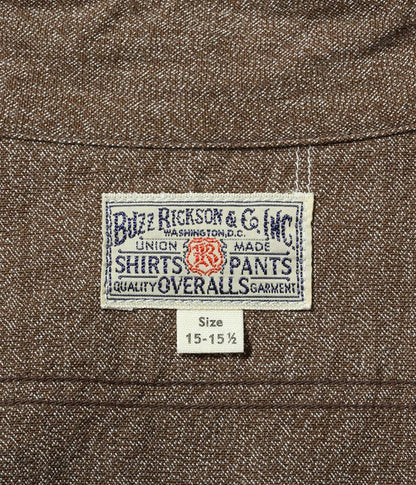 BUZZ RICKSON & CO. INC.
WASHINGTON, D.C.
UNION MADE
R
SHIRTS PANTS
QUALITY OVERALLS GARMENT
Size
15-15½